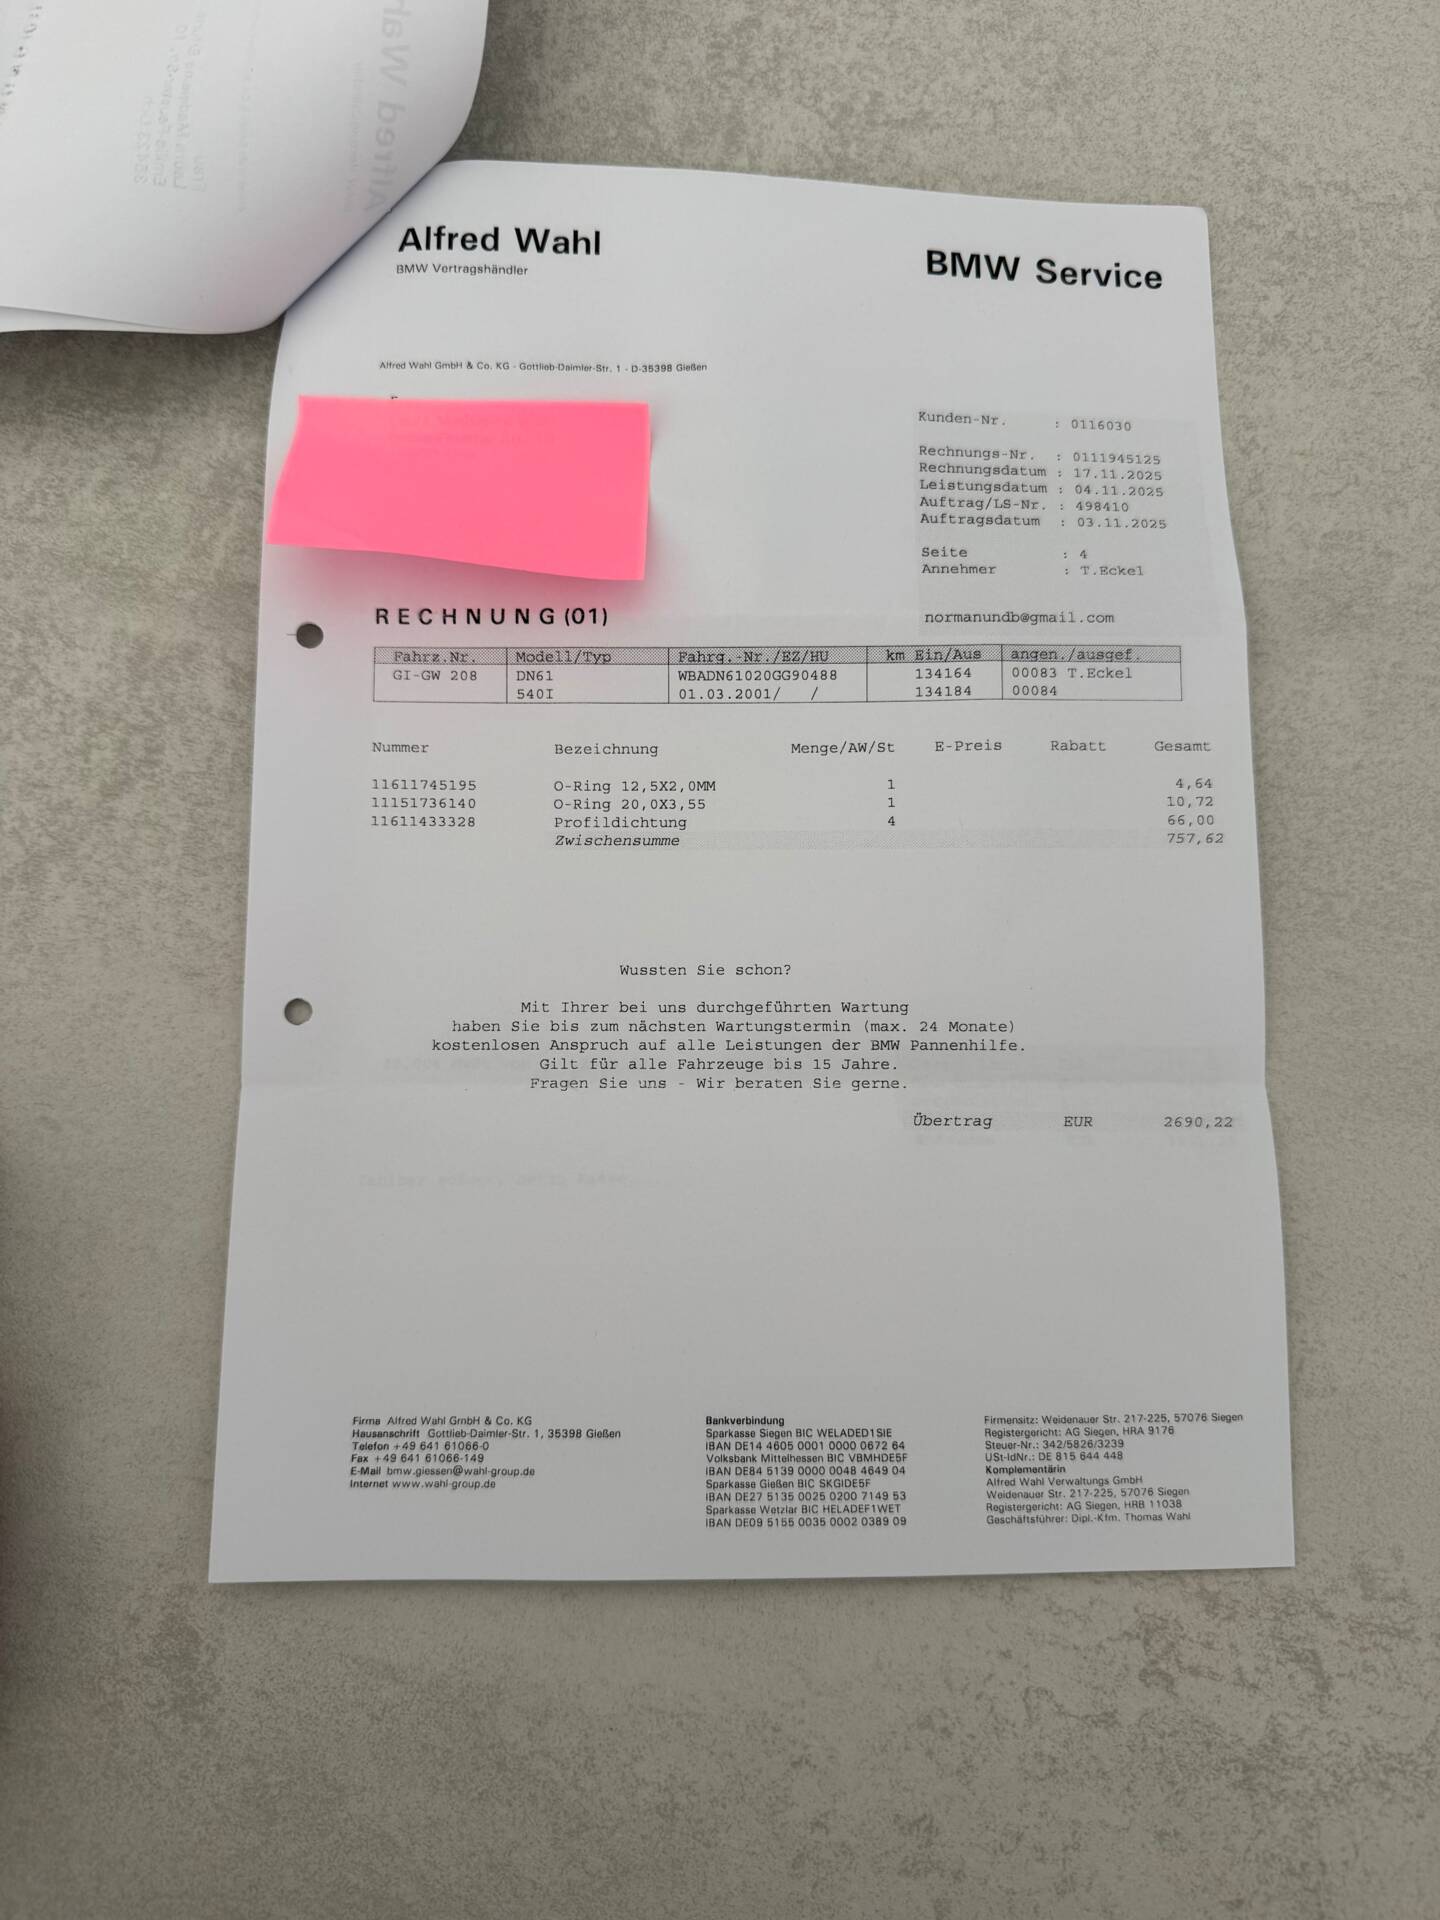 Alfred Wahl
BMW Vertragshändler
BMW Service
Alfred Wahl GmbH & Co. KG - Gottlieb-Daimler-Str. 1 - D-35398 Gießen
Kunden-Nr. : 0116030
Rechnungs-Nr. : 0111945125
Rechnungsdatum : 17.11.2025
Leistungsdatum : 04.11.2025
Auftrag/LS-Nr. : 498410
Auftragsdatum : 03.11.2025
Seite : 4
Annehmer : T.Eckel
RECHNUNG (01)
normanundb@gmail.com
Fahrz.Nr. Modell/Typ Fahrg.-Nr./EZ/HU km Ein/Aus angen./ausgef.
GI-GW 208 DN61 WBADN61020GG90488 134164 00083 T.Eckel
540I 01.03.2001/ / 134184 00084
Nummer Bezeichnung Menge/AW/St E-Preis Rabatt Gesamt
11611745195 O-Ring 12,5X2,0MM 1 4,64
11151736140 O-Ring 20,0X3,55 1 10,72
11611433328 Profildichtung 4 66,00
Zwischensumme 757,62
Wussten Sie schon?
Mit Ihrer bei uns durchgeführten Wartung
haben Sie bis zum nächsten Wartungstermin (max. 24 Monate)
kostenlosen Anspruch auf alle Leistungen der BMW Pannenhilfe.
Gilt für alle Fahrzeuge bis 15 Jahre.
Fragen Sie uns - Wir beraten Sie gerne.
Übertrag EUR 2690,22
Firma Alfred Wahl GmbH & Co. KG
Hausanschrift Gottlieb-Daimler-Str. 1, 35398 Gießen
Telefon +49 641 61066-0
Fax +49 641 61066-149
E-Mail bmw.giessen@wahl-group.de
Internet www.wahl-group.de
Bankverbindung
Sparkasse Siegen BIC WELADED1SIE
IBAN DE14 4605 0001 0000 0672 64
Volksbank Mittelhessen BIC VBMHDE5F
IBAN DE84 5139 0000 0048 4649 04
Sparkasse Gießen BIC SKGIDE5F
IBAN DE27 5135 0025 0200 7149 53
Sparkasse Wetzlar BIC HELADEF1WET
IBAN DE09 5155 0035 0002 0389 09
Firmensitz: Weidenauer Str. 217-225, 57076 Siegen
Registergericht: AG Siegen, HRA 9176
Steuer-Nr.: 342/5826/3239
USt-IdNr.: DE 815 644 448
Komplementärin
Alfred Wahl Verwaltungs GmbH
Weidenauer Str. 217-225, 57076 Siegen
Registergericht: AG Siegen, HRB 11038
Geschäftsführer: Dipl.-Kfm. Thomas Wahl